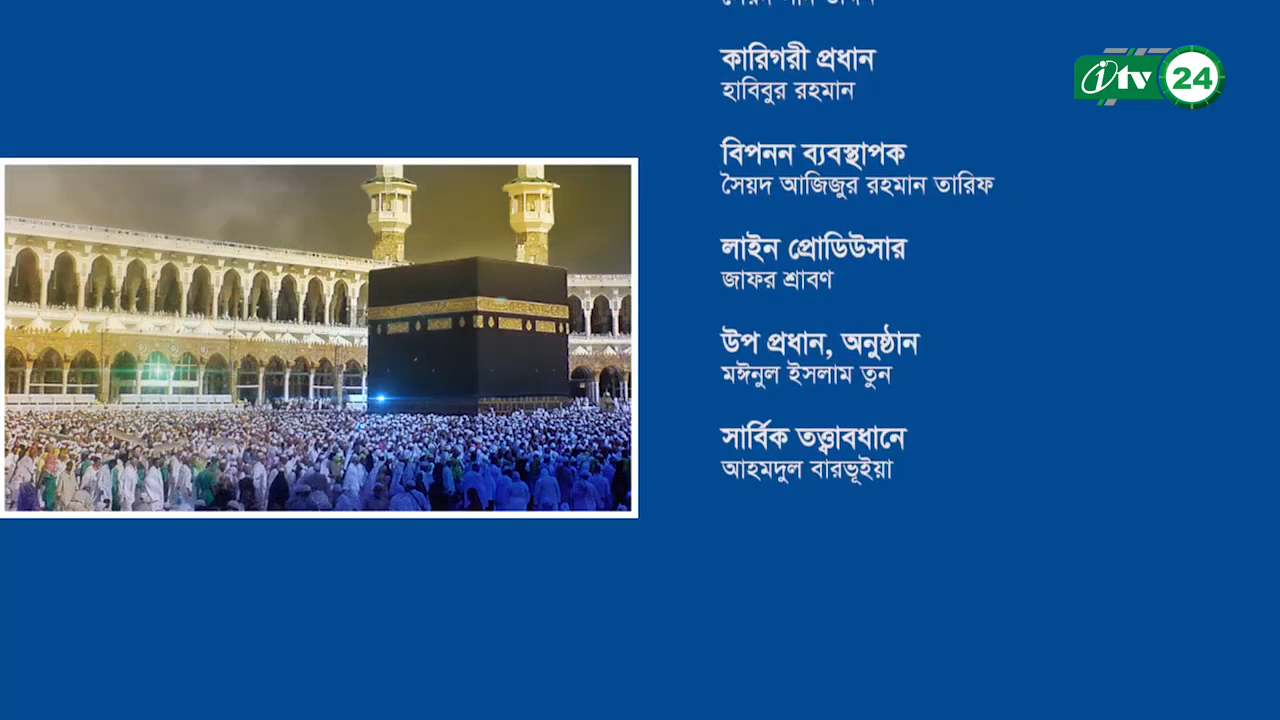 কারিগরী প্রধান
হাবিবুর রহমান
বিপনন ব্যবস্থাপক
সৈয়দ আজিজুর রহমান তারিফ
লাইন প্রোডিউসার
জাফর শ্রাবণ
উপ প্রধান, অনুষ্ঠান
মঈনুল ইসলাম তুন
সার্বিক তত্ত্বাবধানে
আহমদুল বারভূইয়া
itv 24